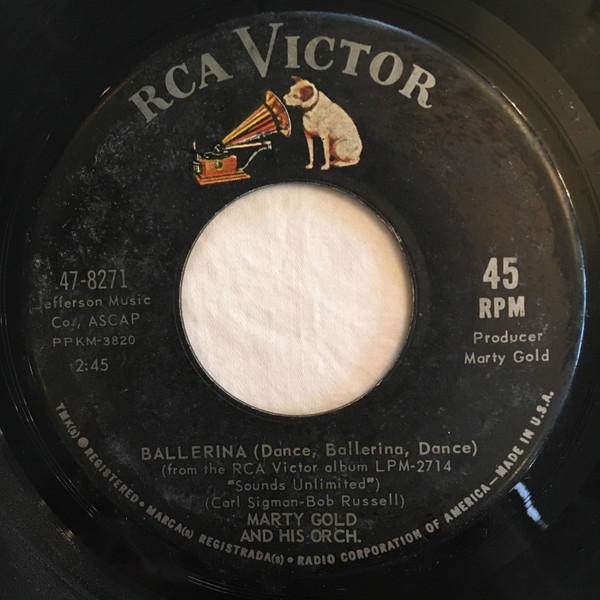 RCA VICTOR
47-8271
efferson Music
Co., ASCAP
PPKM-3820
2:45
45
RPM
Producer
Marty Gold
BALLERINA (Dance, Ballerina, Dance)
(from the RCA Victor album LPM-2714
"Sounds Unlimited")
(Carl Sigman-Bob Russell)
MARTY GOLD
AND HIS ORCH.
TMK(s) ● REGISTERED • MARCA(s) REGISTRADA(s) • RADIO CORPORATION OF AMERICA—MADE IN U.S.A.